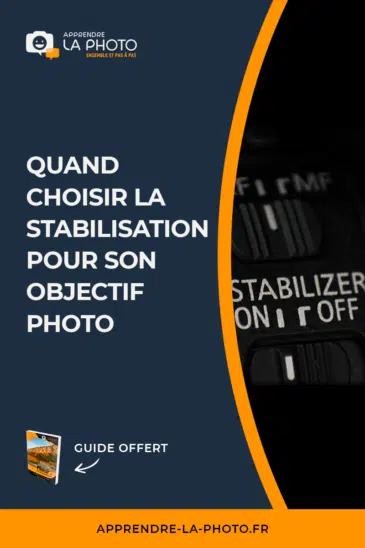 APPRENDRE
LA PHOTO
ENSEMBLE ET PAS À PAS
QUAND
CHOISIR LA
STABILISATION
POUR SON
OBJECTIF
PHOTO
F MF
STABILIZER
ON OFF
GUIDE OFFERT
APPRENDRE-LA-PHOTO.FR